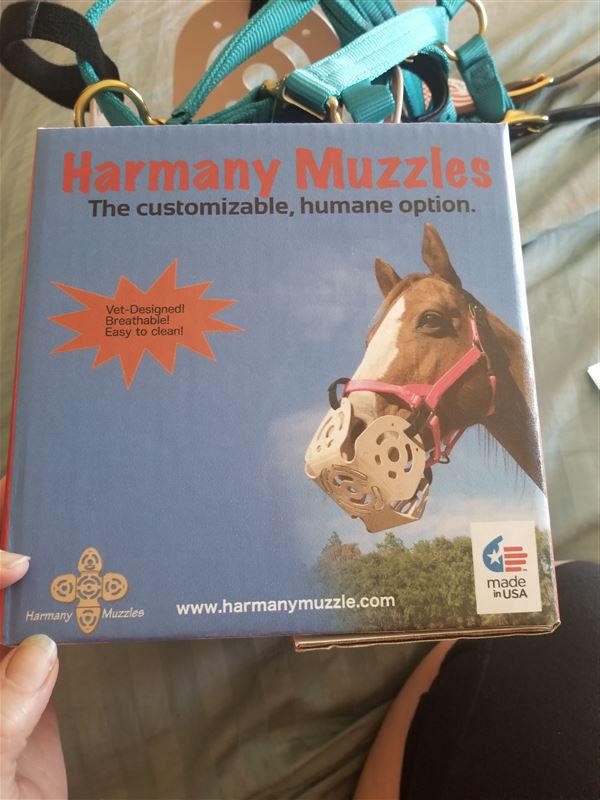 Harmany Muzzles
The customizable, humane option.
Vet-Designed!
Breathable!
Easy to clean!
Harmany Muzzles
www.harmanymuzzle.com
made
in USA